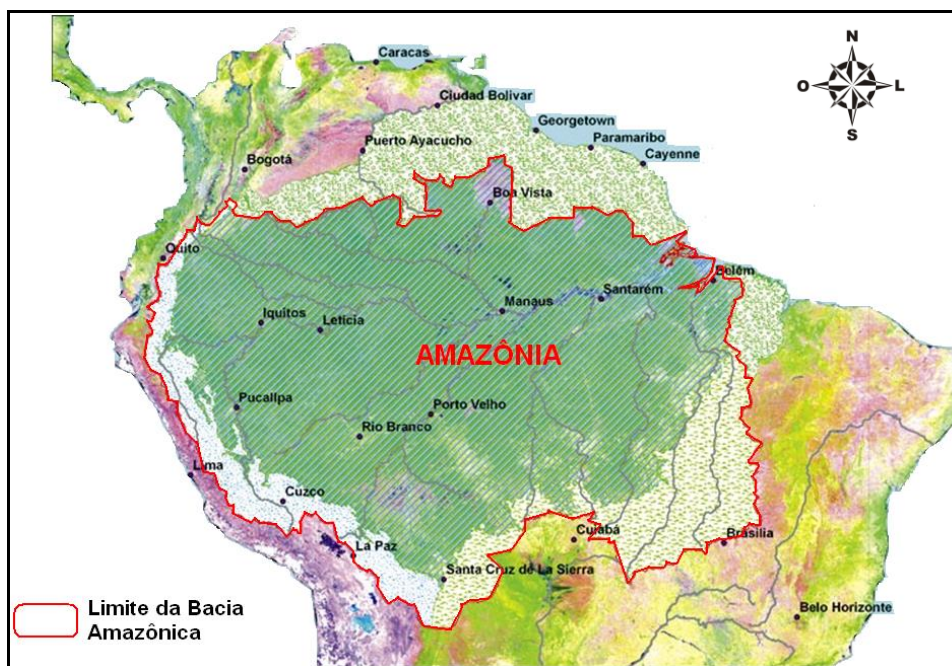 N
O
L
S
Caracas
Ciudad Bolivar
Georgetown
Paramaribo
Cayenne
Puerto Ayacucho
Bogotá
Boa Vista
Quito
Belém
Santarém
Manaus
Iquitos
Leticia
AMAZÔNIA
Pucallpa
Porto Velho
Rio Branco
Lima
Cuzco
Cuiabá
Brásilia
La Paz
Santa Cruz de La Sierra
Belo Horizonte
Limite da Bacia
Amazônica